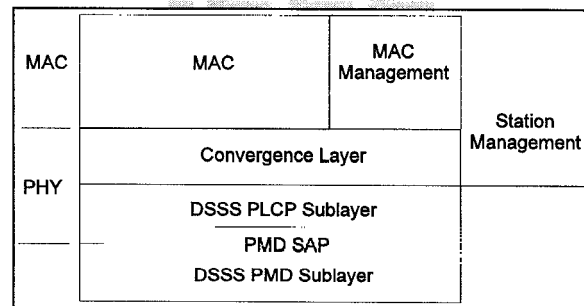 MAC
MAC
MAC
Management
Station
Management
Convergence Layer
PHY
DSSS PLCP Sublayer
PMD SAP
DSSS PMD Sublayer